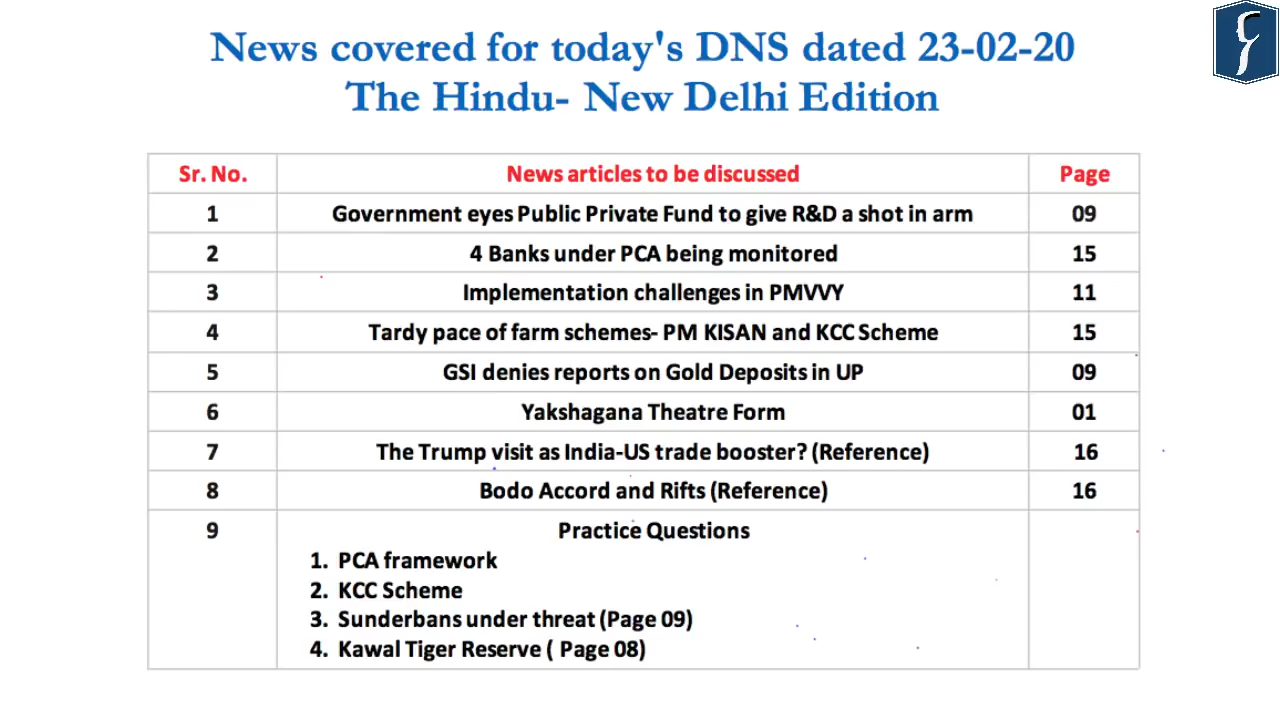 News covered for today's DNS dated 23-02-20
The Hindu- New Delhi Edition
Sr. No. News articles to be discussed Page
1 Government eyes Public Private Fund to give R&D a shot in arm 09
2 4 Banks under PCA being monitored 15
3 Implementation challenges in PMVVY 11
4 Tardy pace of farm schemes- PM KISAN and KCC Scheme 15
5 GSI denies reports on Gold Deposits in UP 09
6 Yakshagana Theatre Form 01
7 The Trump visit as India-US trade booster? (Reference) 16
8 Bodo Accord and Rifts (Reference) 16
9 Practice Questions
1. PCA framework
2. KCC Scheme
3. Sunderbans under threat (Page 09)
4. Kawal Tiger Reserve ( Page 08)